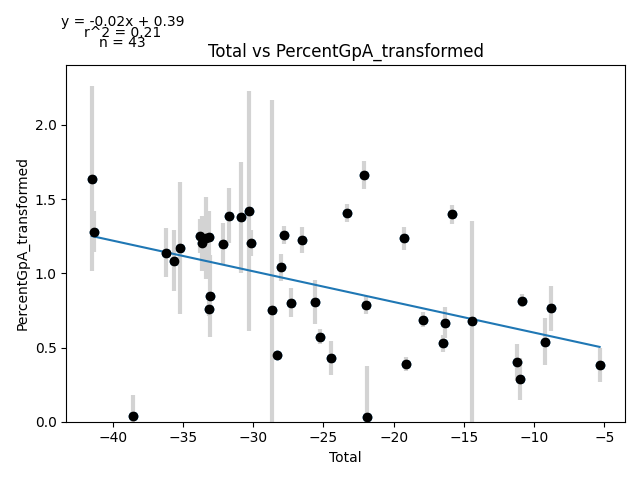 y = -0.02x + 0.39
r^2 = 0.21
n = 43
Total vs PercentGpA_transformed
PercentGpA_transformed
2.0
1.5
1.0
0.5
0.0
−40 −35 −30 −25 −20 −15 −10 −5
Total